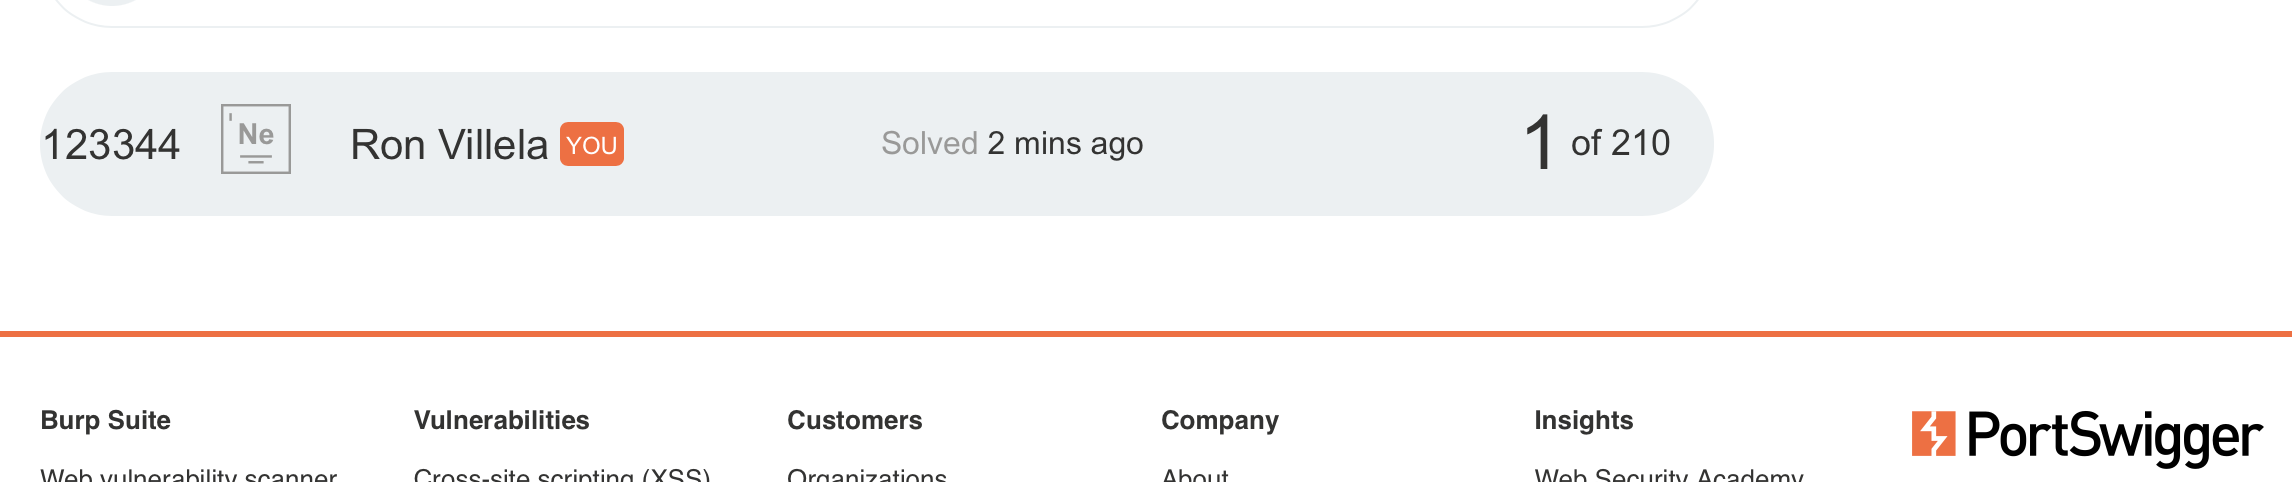 123344 Ne Ron Villela YOU Solved 2 mins ago 1 of 210
Burp Suite Vulnerabilities Customers Company Insights PortSwigger
Web vulnerability scanner Cross-site scripting (XSS) Organizations About Web Security Academy